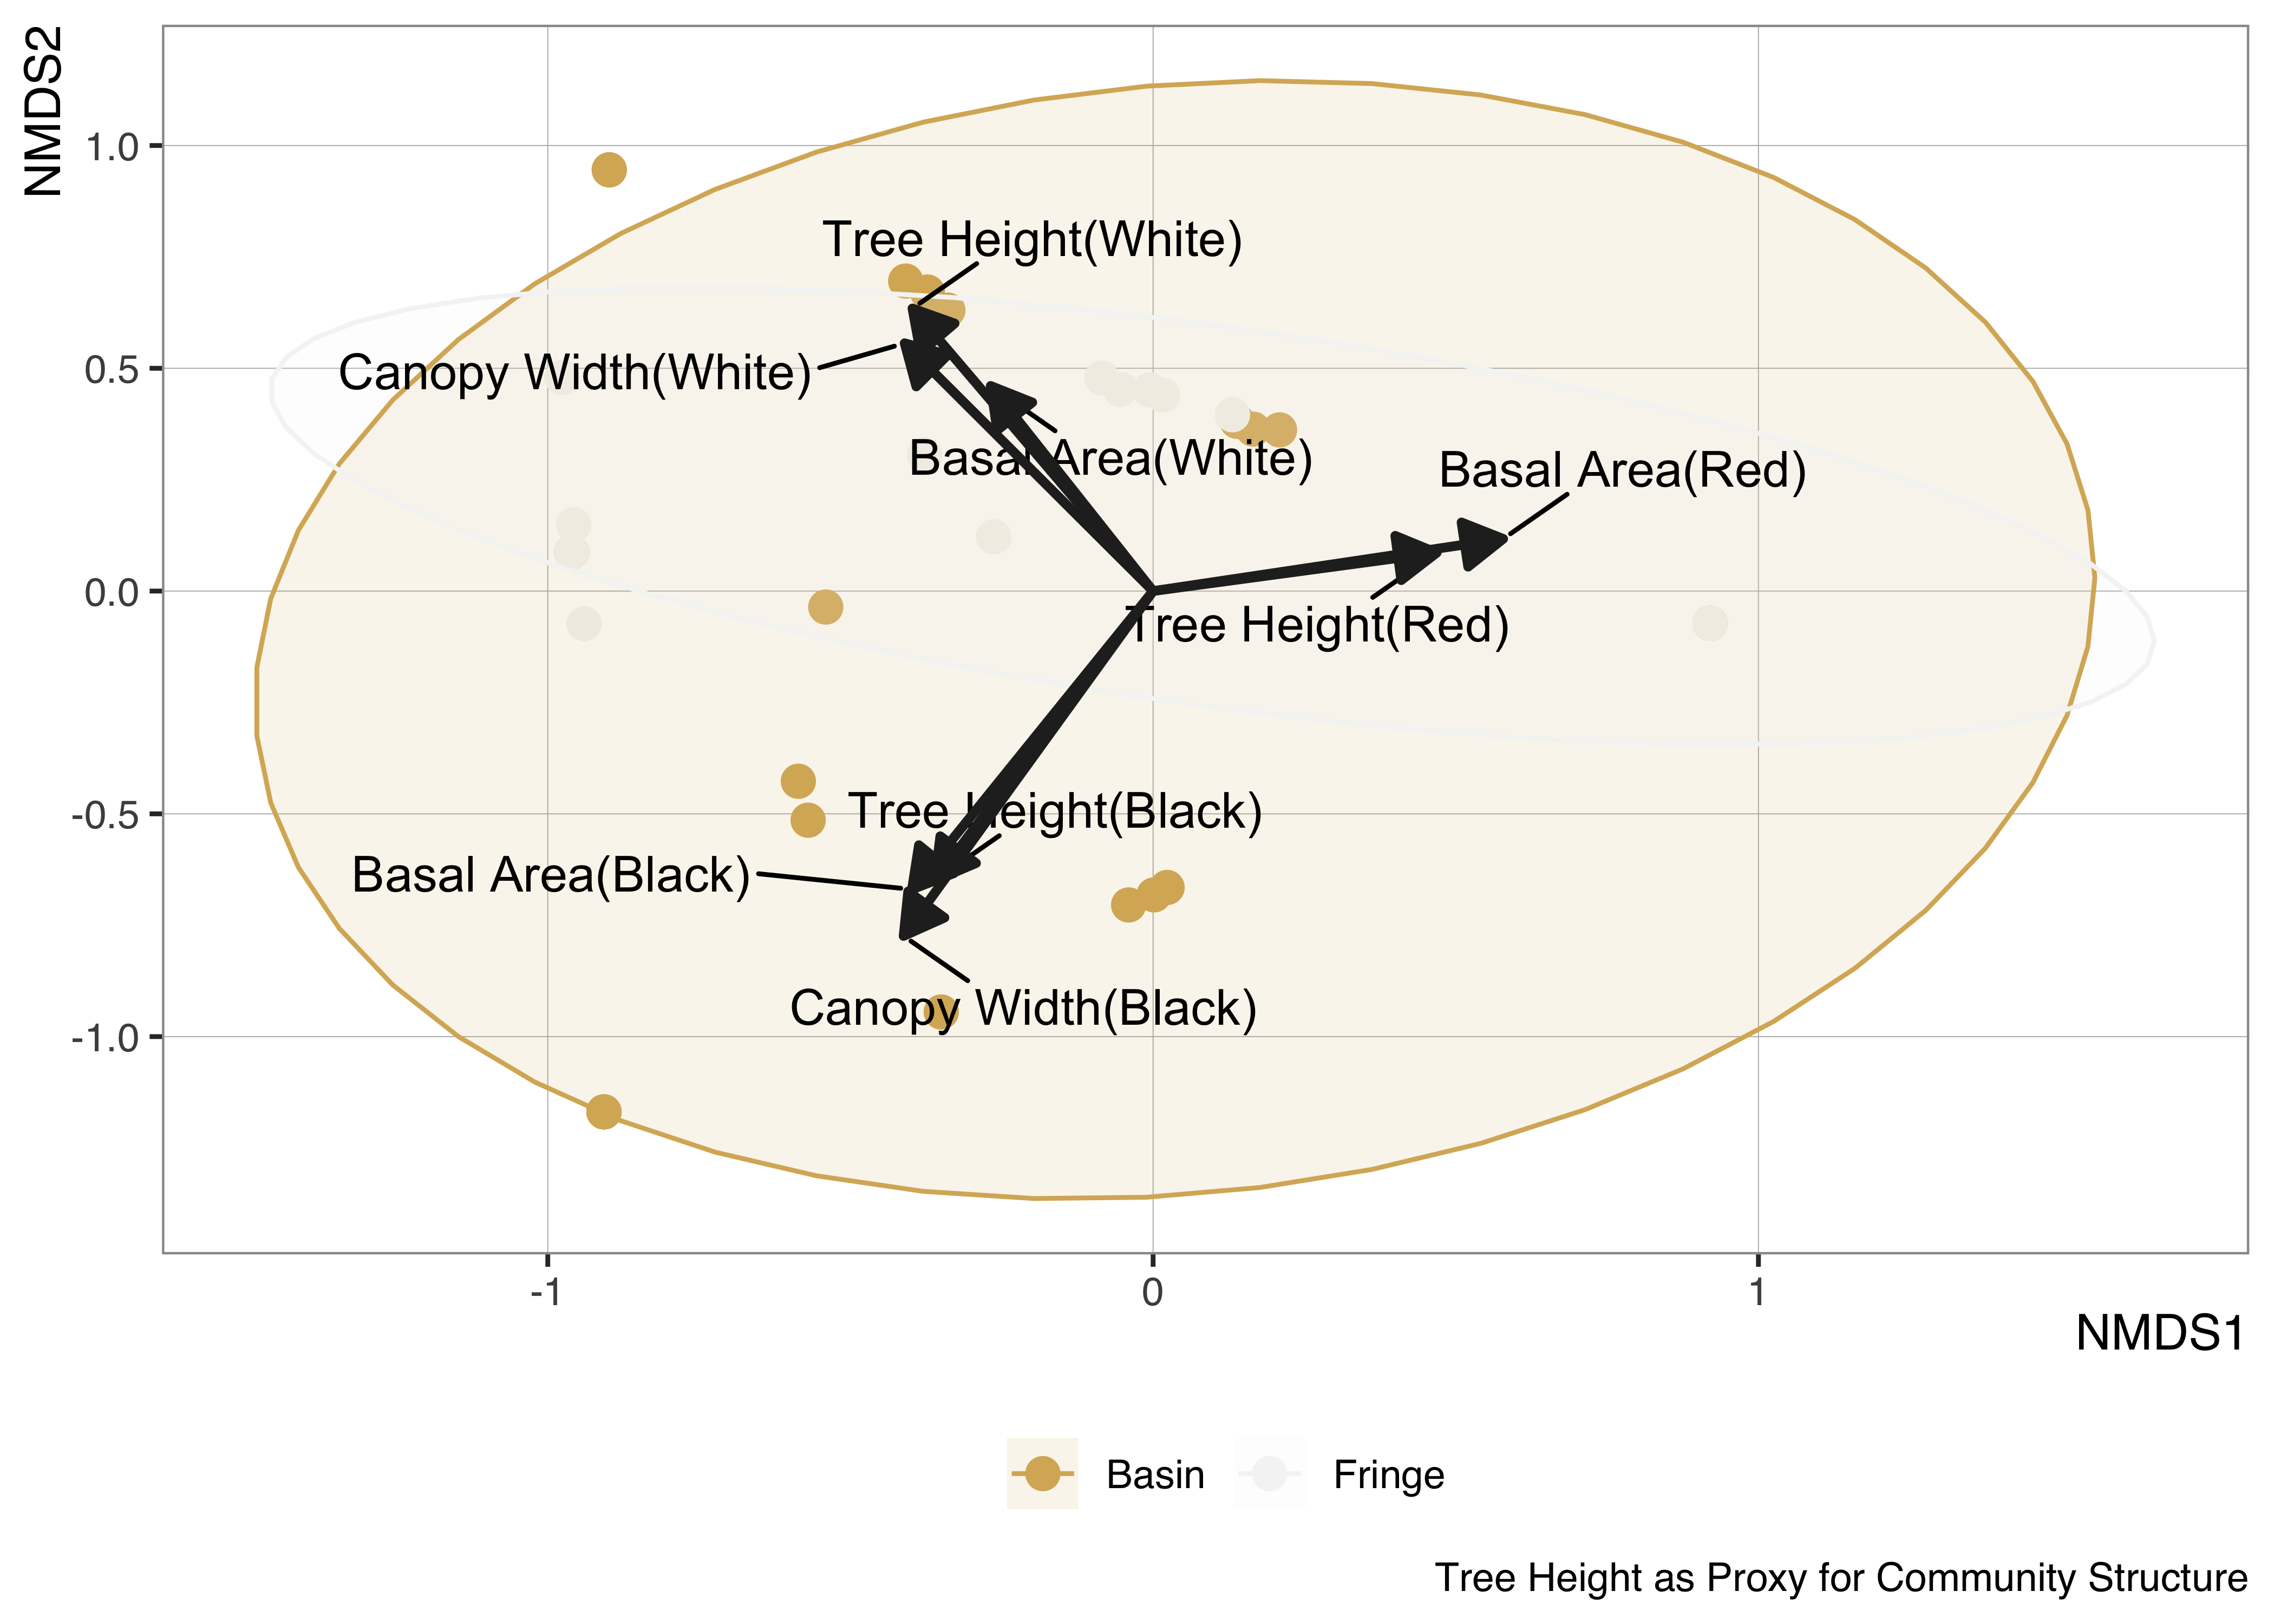 NMDS2
1.0
0.5
0.0
-0.5
-1.0
Tree Height(White)
Canopy Width(White)
Basal Area(White)
Basal Area(Red)
Tree Height(Red)
Tree Height(Black)
Basal Area(Black)
Canopy Width(Black)
-1 0 1
NMDS1
Basin Fringe
Tree Height as Proxy for Community Structure